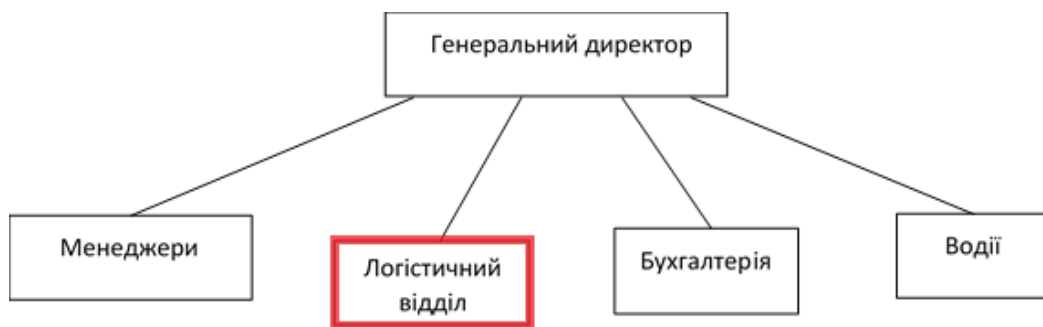 Генеральний директор
Менеджери
Логістичний
відділ
Бухгалтерія
Водії